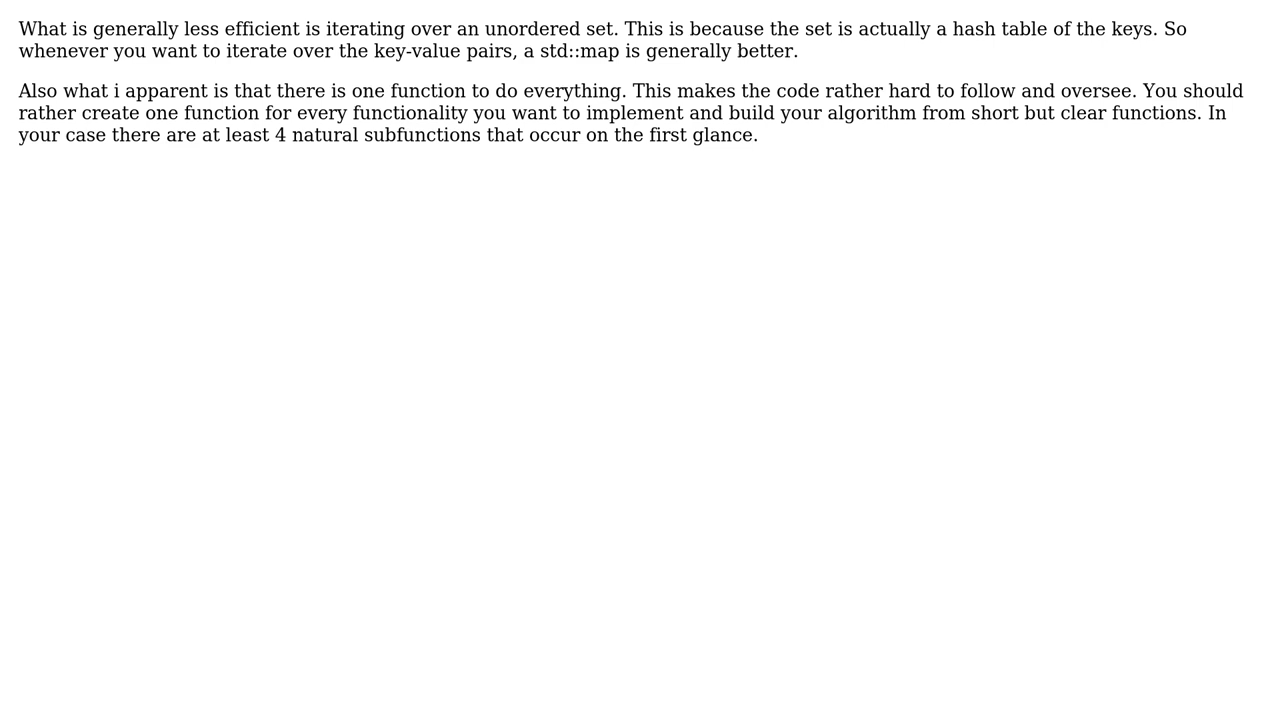 What is generally less efficient is iterating over an unordered set. This is because the set is actually a hash table of the keys. So
whenever you want to iterate over the key-value pairs, a std::map is generally better.
Also what i apparent is that there is one function to do everything. This makes the code rather hard to follow and oversee. You should
rather create one function for every functionality you want to implement and build your algorithm from short but clear functions. In
your case there are at least 4 natural subfunctions that occur on the first glance.